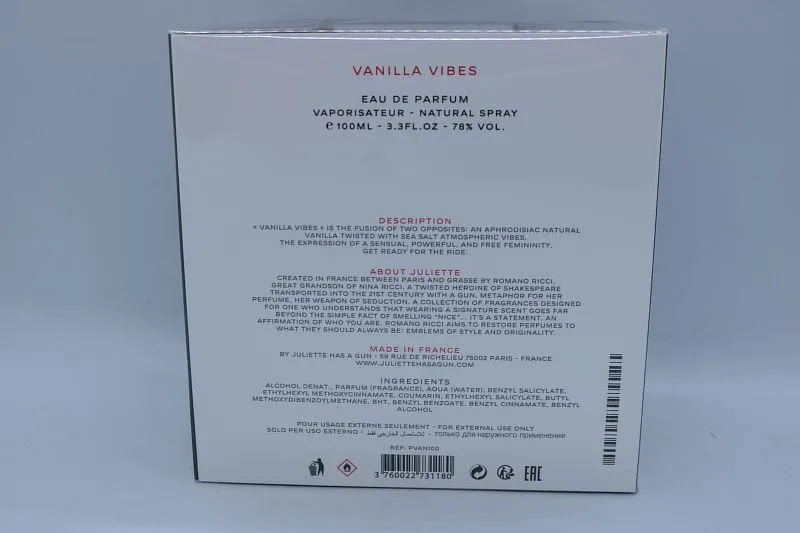 VANILLA VIBES
EAU DE PARFUM
VAPORISATEUR - NATURAL SPRAY
℮ 100ML - 3.3FL.OZ - 78% VOL.
DESCRIPTION
« VANILLA VIBES » IS THE FUSION OF TWO OPPOSITES: AN APHRODISIAC NATURAL
VANILLA TWISTED WITH SEA SALT ATMOSPHERIC VIBES.
THE EXPRESSION OF A SENSUAL, POWERFUL, AND FREE FEMININITY.
GET READY FOR THE RIDE.
ABOUT JULIETTE
CREATED IN FRANCE BETWEEN PARIS AND GRASSE BY ROMANO RICCI,
GREAT GRANDSON OF NINA RICCI. A TWISTED HEROINE OF SHAKESPEARE
TRANSPORTED INTO THE 21ST CENTURY WITH A GUN, METAPHOR FOR HER
PERFUME, HER WEAPON OF SEDUCTION. A COLLECTION OF FRAGRANCES DESIGNED
FOR ONE WHO UNDERSTANDS THAT WEARING A SIGNATURE SCENT GOES FAR
BEYOND THE SIMPLE FACT OF SMELLING "NICE"... IT'S A STATEMENT. AN
AFFIRMATION OF WHO YOU ARE. ROMANO RICCI AIMS TO RESTORE PERFUMES TO
WHAT THEY SHOULD ALWAYS BE: EMBLEMS OF STYLE AND ORIGINALITY.
MADE IN FRANCE
BY JULIETTE HAS A GUN - 59 RUE DE RICHELIEU 75002 PARIS - FRANCE
WWW.JULIETTEHASAGUN.COM
INGREDIENTS
ALCOHOL DENAT., PARFUM (FRAGRANCE), AQUA (WATER), BENZYL SALICYLATE,
ETHYLHEXYL METHOXYCINNAMATE, COUMARIN, ETHYLHEXYL SALICYLATE, BUTYL
METHOXYDIBENZOYLMETHANE, BHT, BENZYL BENZOATE, BENZYL CINNAMATE, BENZYL
ALCOHOL
POUR USAGE EXTERNE SEULEMENT - FOR EXTERNAL USE ONLY
SOLO PER USO ESTERNO - للاستعمال الخارجي فقط - только для наружного применения
REF: PVAN100
3 760022 731180
EAC